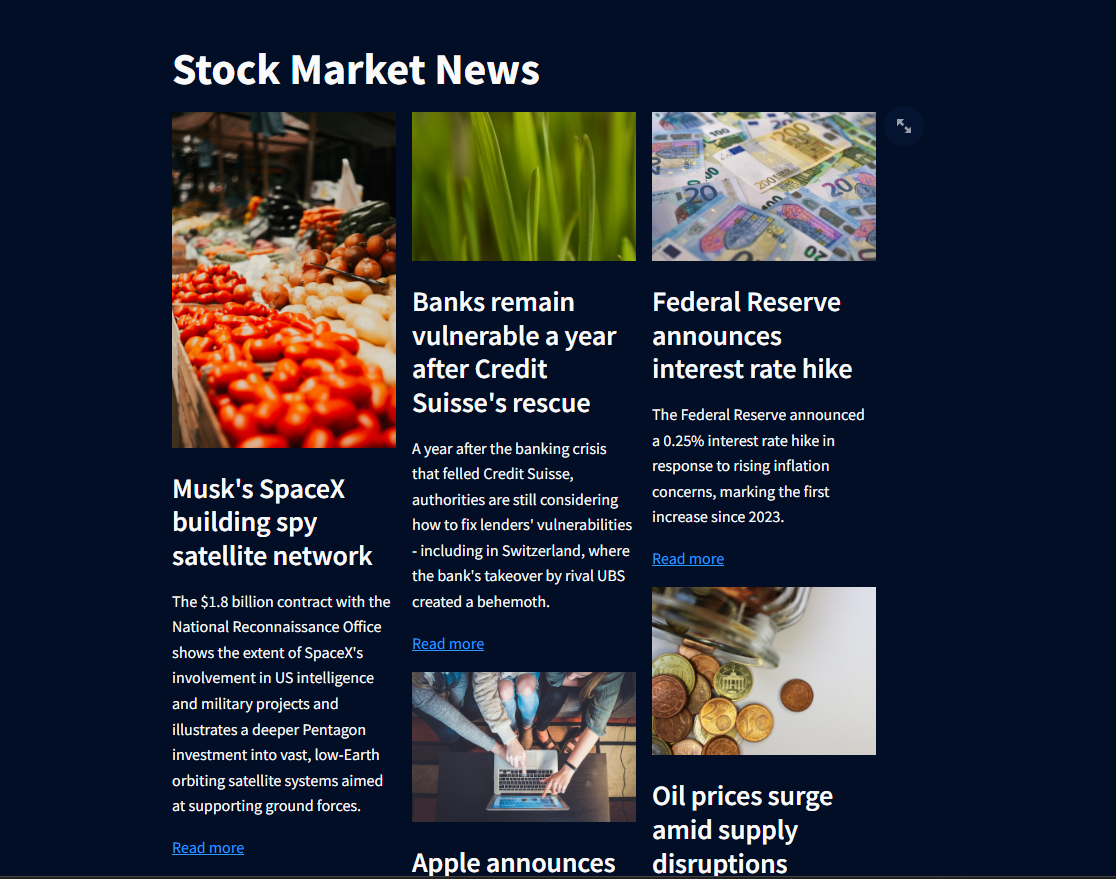 Stock Market News
Musk's SpaceX
building spy
satellite network
The $1.8 billion contract with the
National Reconnaissance Office
shows the extent of SpaceX's
involvement in US intelligence
and military projects and
illustrates a deeper Pentagon
investment into vast, low-Earth
orbiting satellite systems aimed
at supporting ground forces.
Read more
Banks remain
vulnerable a year
after Credit
Suisse's rescue
A year after the banking crisis
that felled Credit Suisse,
authorities are still considering
how to fix lenders' vulnerabilities
- including in Switzerland, where
the bank's takeover by rival UBS
created a behemoth.
Read more
Apple announces
100
200
200
20
20
100
Federal Reserve
announces
interest rate hike
The Federal Reserve announced
a 0.25% interest rate hike in
response to rising inflation
concerns, marking the first
increase since 2023.
Read more
Oil prices surge
amid supply
disruptions